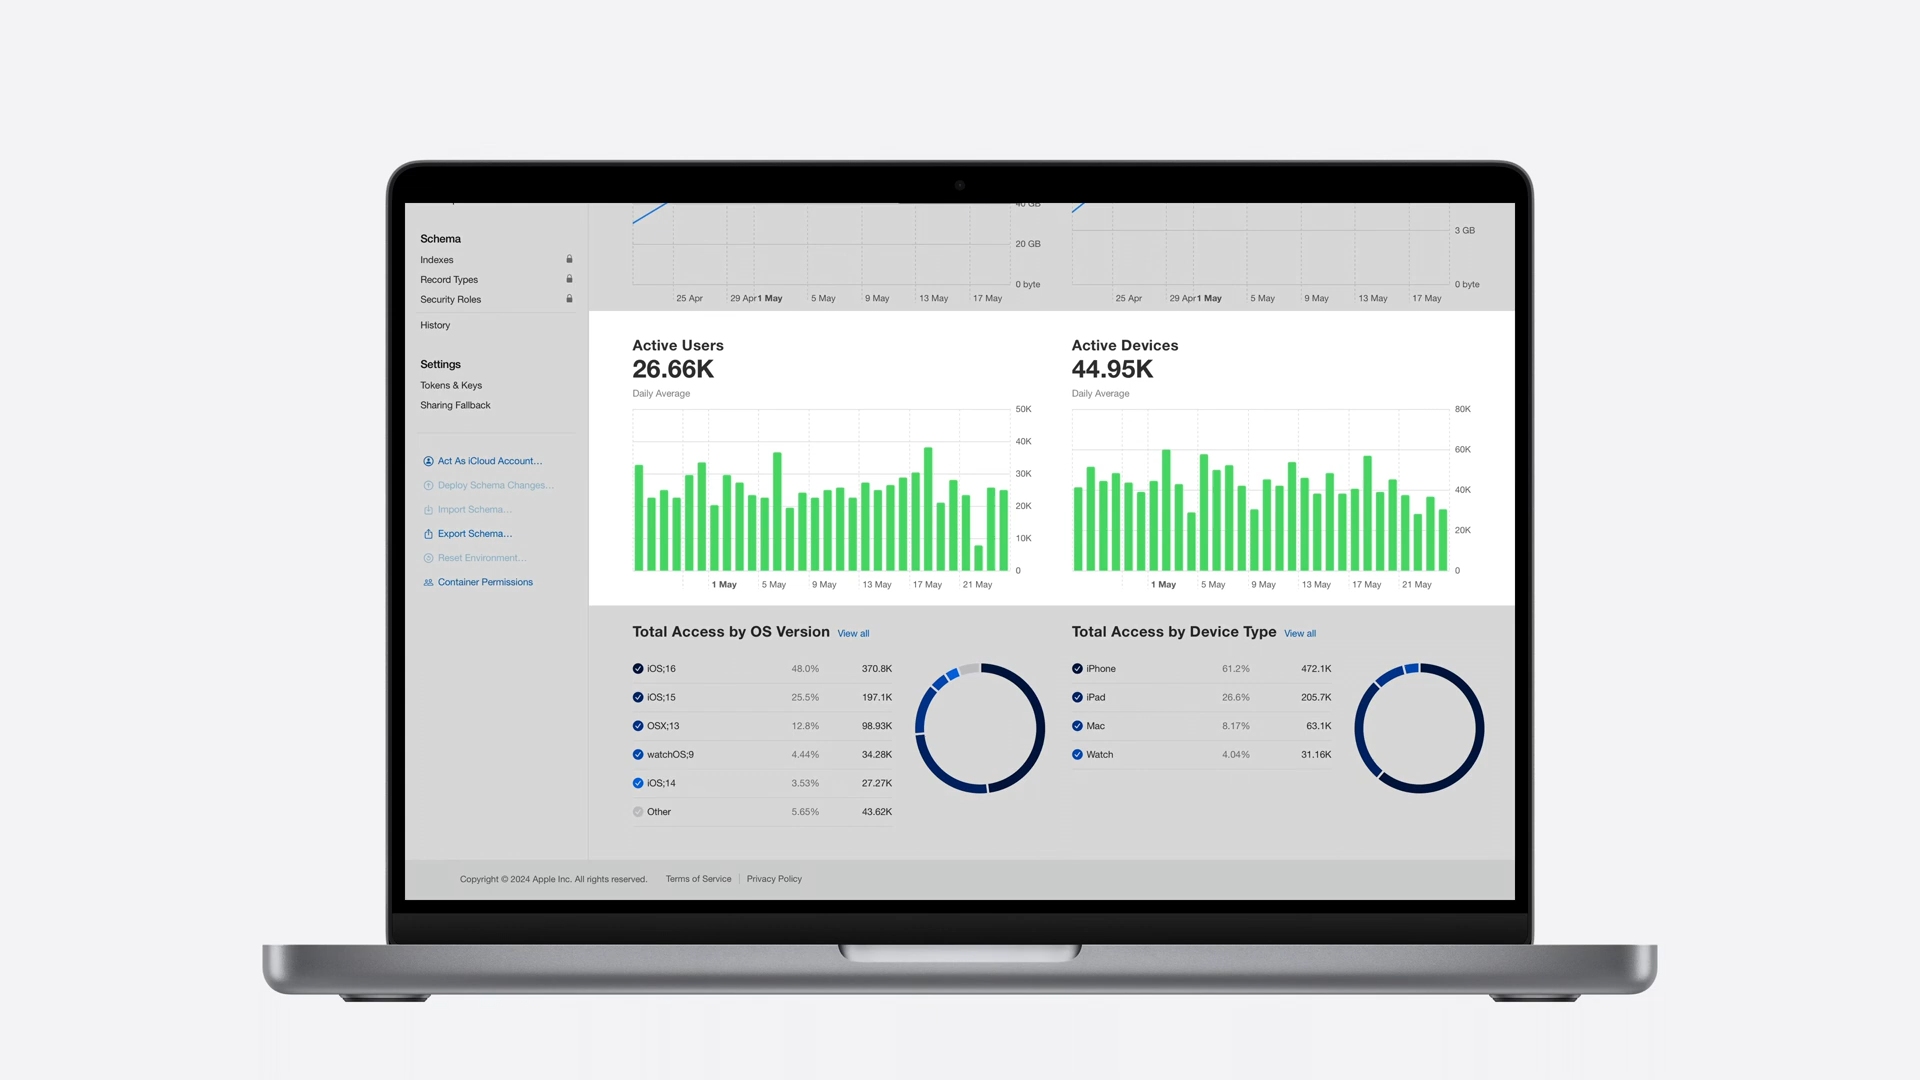 Schema
Indexes
Record Types
Security Roles
History
Settings
Tokens & Keys
Sharing Fallback
Act As iCloud Account...
Deploy Schema Changes...
Import Schema...
Export Schema...
Reset Environment...
Container Permissions
40 GB
20 GB
0 byte
25 Apr 29 Apr 1 May 5 May 9 May 13 May 17 May
3 GB
0 byte
25 Apr 29 Apr 1 May 5 May 9 May 13 May 17 May
Active Users
26.66K
Daily Average
50K
40K
30K
20K
10K
0
1 May 5 May 9 May 13 May 17 May 21 May
Active Devices
44.95K
Daily Average
80K
60K
40K
20K
0
1 May 5 May 9 May 13 May 17 May 21 May
Total Access by OS Version View all
iOS;16 48.0% 370.8K
iOS;15 25.5% 197.1K
OSX;13 12.8% 98.93K
watchOS;9 4.44% 34.28K
iOS;14 3.53% 27.27K
Other 5.65% 43.62K
Total Access by Device Type View all
iPhone 61.2% 472.1K
iPad 26.6% 205.7K
Mac 8.17% 63.1K
Watch 4.04% 31.16K
Copyright © 2024 Apple Inc. All rights reserved. Terms of Service | Privacy Policy